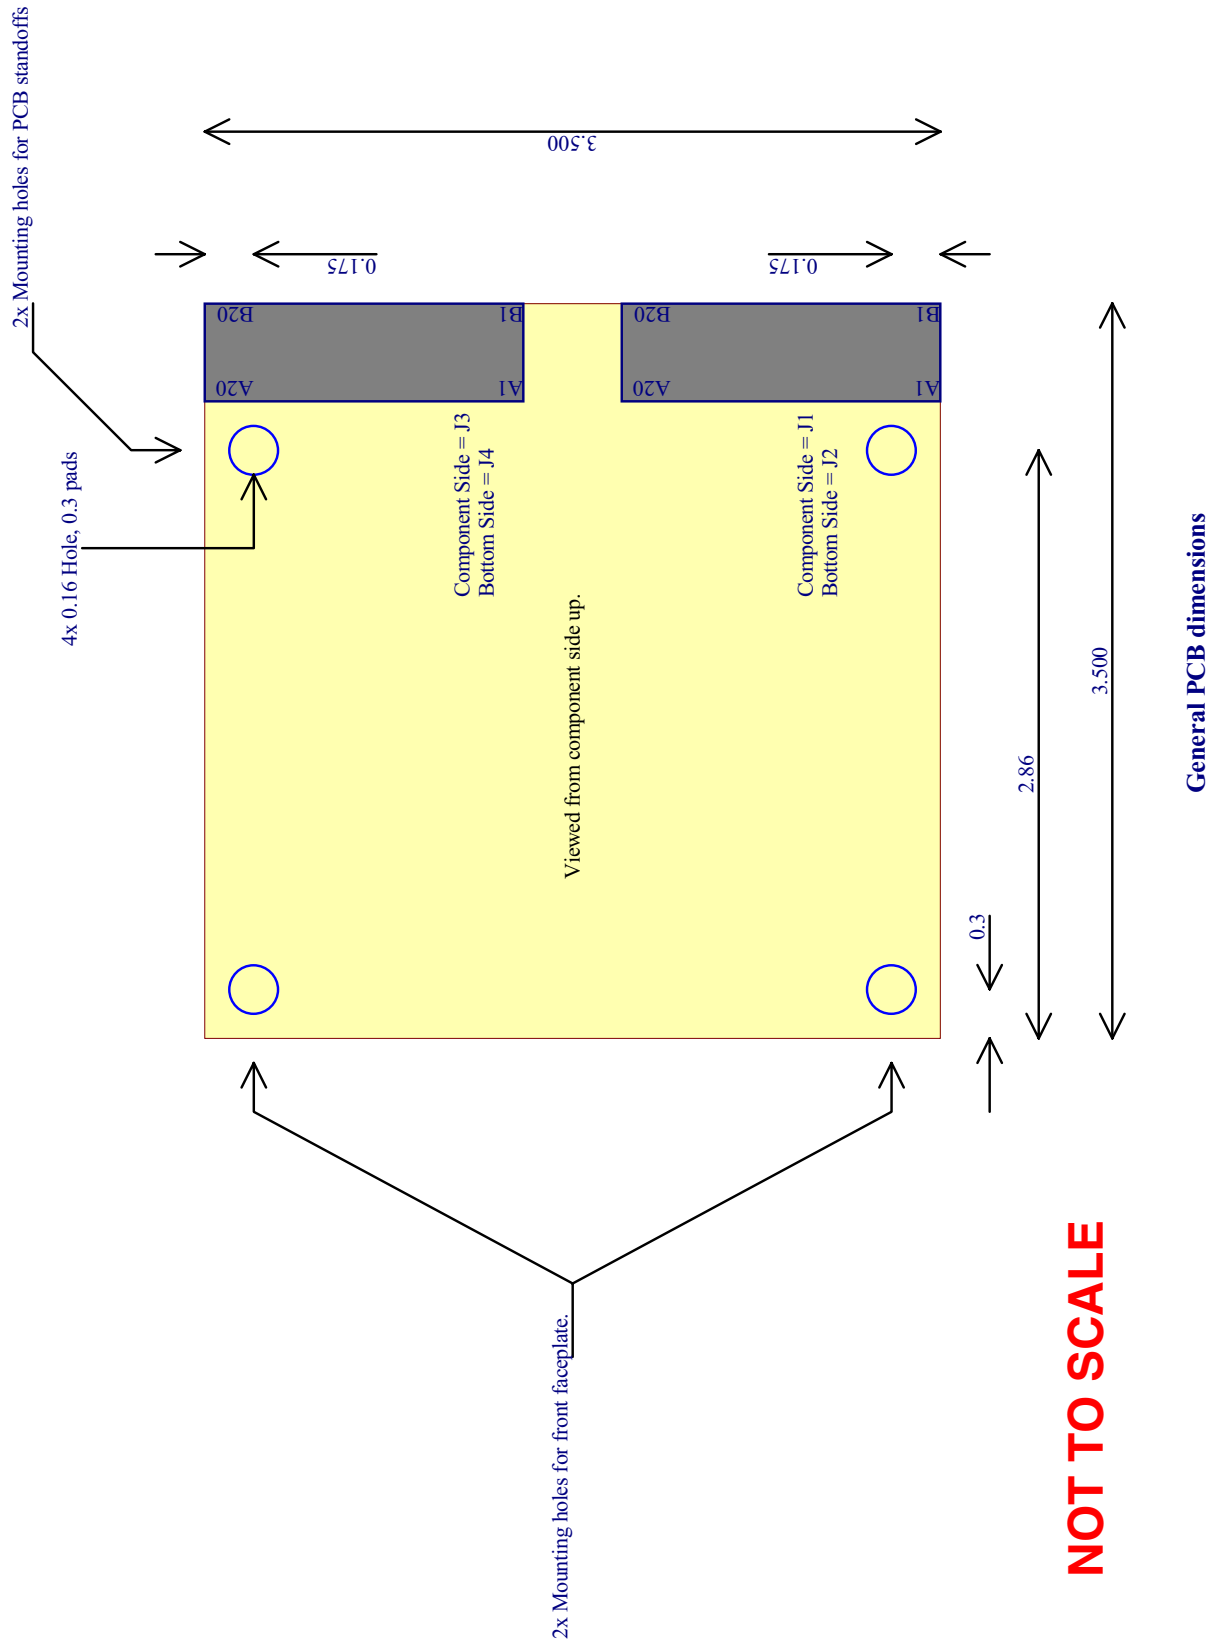 2x Mounting holes for PCB standoffs
4x 0.16 Hole, 0.3 pads
3.500
0.175
0.175
B20
B1
B20
B1
A20
A1
A20
A1
Component Side = J3
Bottom Side = J4
Component Side = J1
Bottom Side = J2
Viewed from component side up.
0.3
2.86
3.500
General PCB dimensions
2x Mounting holes for front faceplate.
NOT TO SCALE